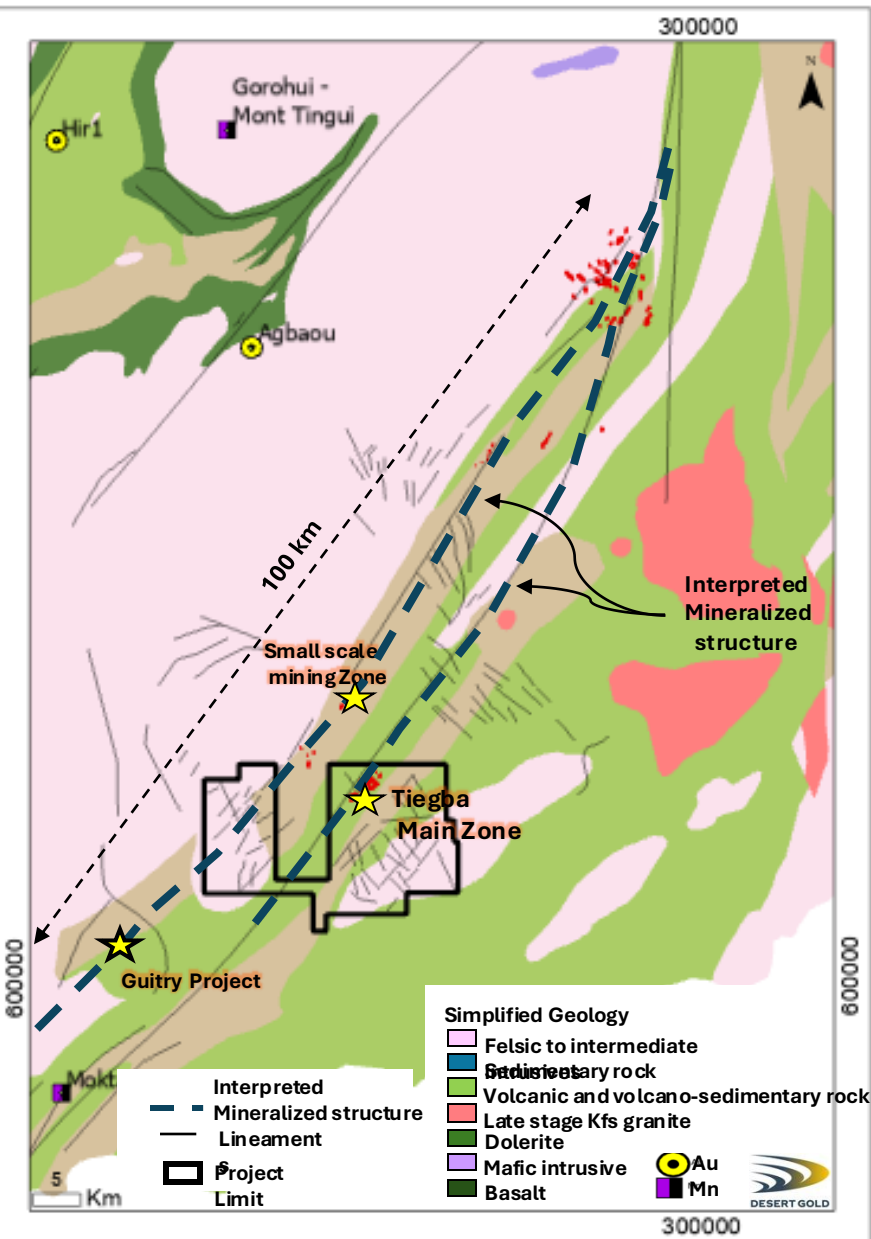 300000
N
Gorohui -
Mont Tingui
Hir1
Agbaou
100 km
Interpreted
Mineralized
structure
Small scale
mining Zone
Tiegba
Main Zone
600000
600000
Guitry Project
Mokt
Simplified Geology
Felsic to intermediate
intrusives
Sedimentary rock
Volcanic and volcano-sedimentary rock
Late stage Kfs granite
Dolerite
Mafic intrusive
Basalt
Au
Mn
DESERT GOLD
Interpreted
Mineralized structure
Lineament
s
Project
Limit
5
Km
300000